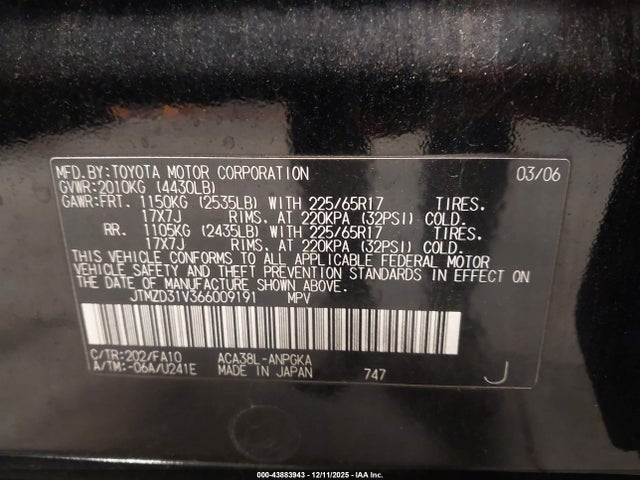 MFD.BY:TOYOTA MOTOR CORPORATION 03/06
GVWR:2010KG (4430LB)
GAWR:FRT. 1150KG (2535LB) WITH 225/65R17 TIRES.
17X7J RIMS. AT 220KPA (32PSI) COLD.
RR. 1105KG (2435LB) WITH 225/65R17 TIRES.
17X7J RIMS. AT 220KPA (32PSI) COLD.
THIS VEHICLE CONFORMS TO ALL APPLICABLE FEDERAL MOTOR
VEHICLE SAFETY AND THEFT PREVENTION STANDARDS IN EFFECT ON
THE DATE OF MANUFACTURE SHOWN ABOVE.
JTMZD31V366009191 MPV
C/TR:202/FA10 ACA38L-ANPGKA
A/TM:-06A/U241E MADE IN JAPAN 747 J
000-43883943 - 12/11/2025 - IAA Inc.